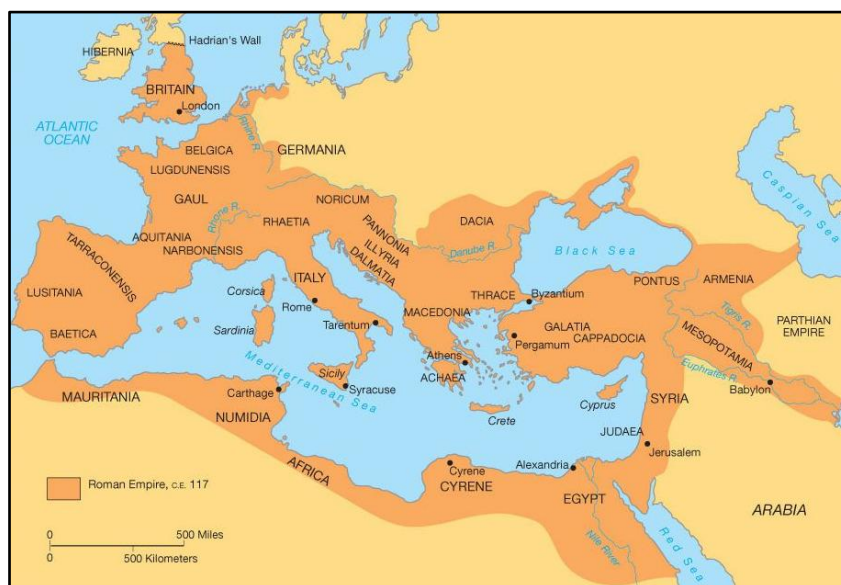 Hadrian's Wall
HIBERNIA
BRITAIN
London
ATLANTIC
OCEAN
Rhine R.
BELGICA
GERMANIA
LUGDUNENSIS
GAUL
NORICUM
Rhone R.
RHAETIA
PANNONIA
ILLYRIA
DALMATIA
DACIA
Danube R.
Black Sea
Caspian Sea
AQUITANIA
NARBONENSIS
TARRACONENSIS
LUSITANIA
BAETICA
Corsica
ITALY
Rome
Sardinia
Tarentum
MACEDONIA
THRACE
Byzantium
PONTUS
ARMENIA
Tigris R.
PARTHIAN
EMPIRE
GALATIA
CAPPADOCIA
Pergamum
MESOPOTAMIA
Euphrates R.
Babylon
Athens
ACHAEA
Mediterranean Sea
Sicily
Syracuse
Carthage
MAURITANIA
NUMIDIA
Crete
Cyprus
SYRIA
JUDAEA
Jerusalem
AFRICA
Cyrene
CYRENE
Alexandria
EGYPT
Nile River
Red Sea
ARABIA
Roman Empire, C.E. 117
0 500 Miles
0 500 Kilometers